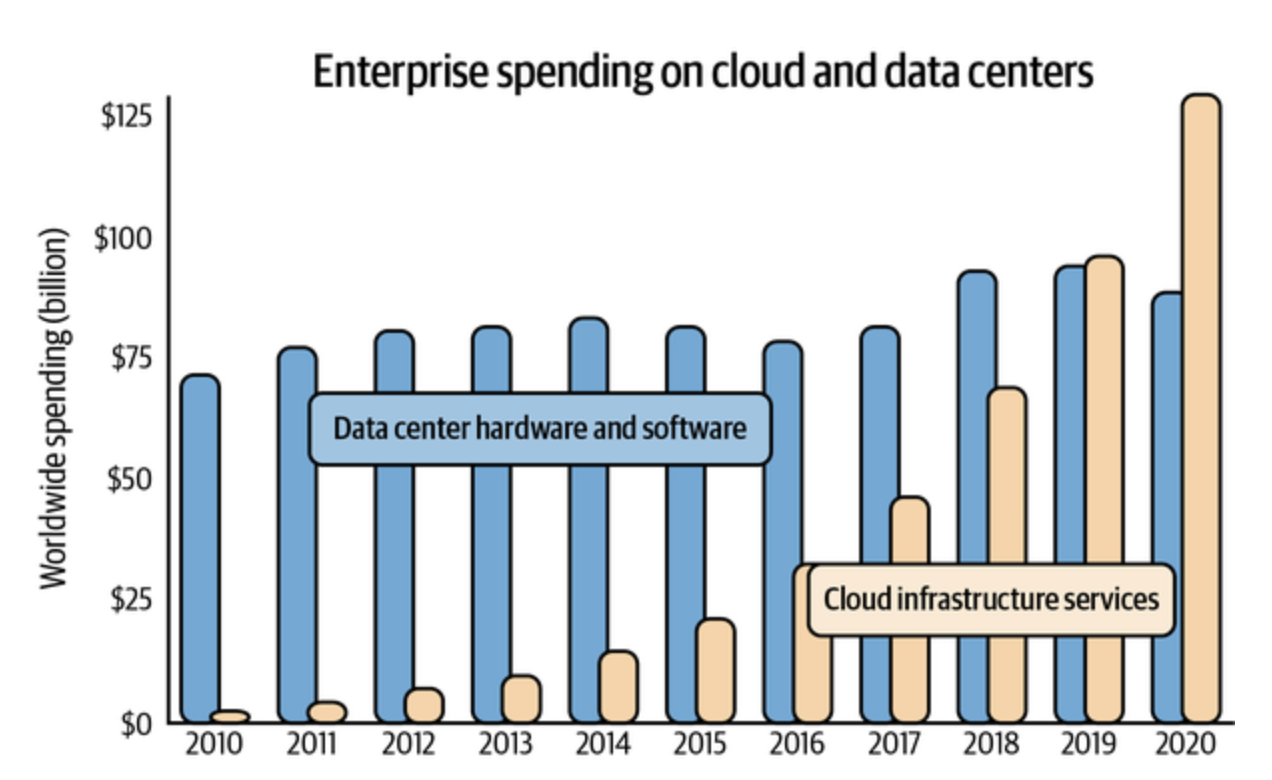 Enterprise spending on cloud and data centers
Worldwide spending (billion)
$125
$100
$75
$50
$25
$0
Data center hardware and software
Cloud infrastructure services
2010 2011 2012 2013 2014 2015 2016 2017 2018 2019 2020